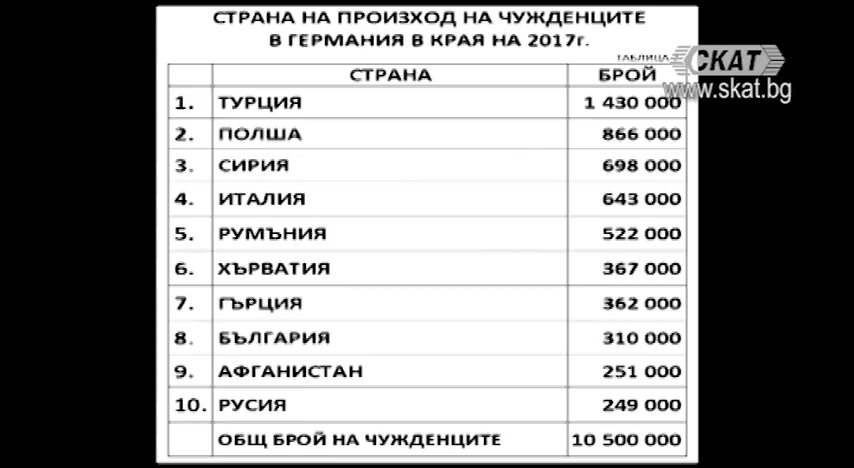 СТРАНА НА ПРОИЗХОД НА ЧУЖДЕНЦИТЕ
В ГЕРМАНИЯ В КРАЯ НА 2017г.
ТАБЛИЦА
СКАТ
www.skat.bg
СТРАНА БРОЙ
1. ТУРЦИЯ 1 430 000
2. ПОЛША 866 000
3. СИРИЯ 698 000
4. ИТАЛИЯ 643 000
5. РУМЪНИЯ 522 000
6. ХЪРВАТИЯ 367 000
7. ГЪРЦИЯ 362 000
8. БЪЛГАРИЯ 310 000
9. АФГАНИСТАН 251 000
10. РУСИЯ 249 000
ОБЩ БРОЙ НА ЧУЖДЕНЦИТЕ 10 500 000